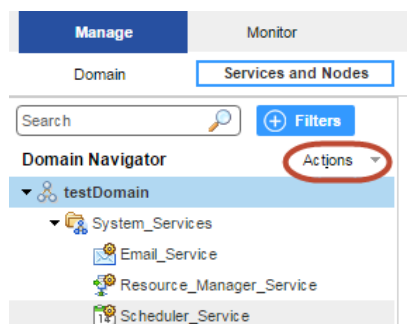 Manage Monitor
Domain Services and Nodes
Search Filters
Domain Navigator Actions
testDomain
System_Services
Email_Service
Resource_Manager_Service
Scheduler_Service